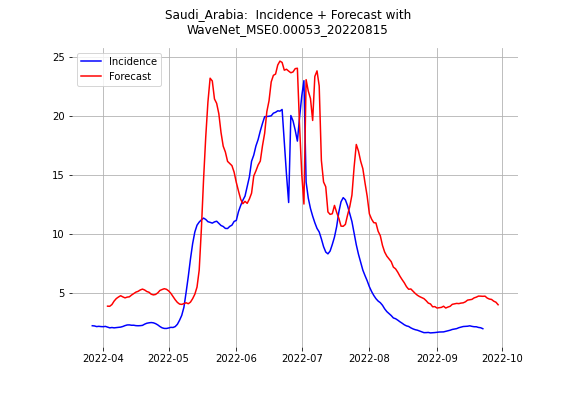 Saudi_Arabia:  Incidence + Forecast with
WaveNet_MSE0.00053_20220815
Incidence
Forecast
25
20
15
10
5
2022-04 2022-05 2022-06 2022-07 2022-08 2022-09 2022-10